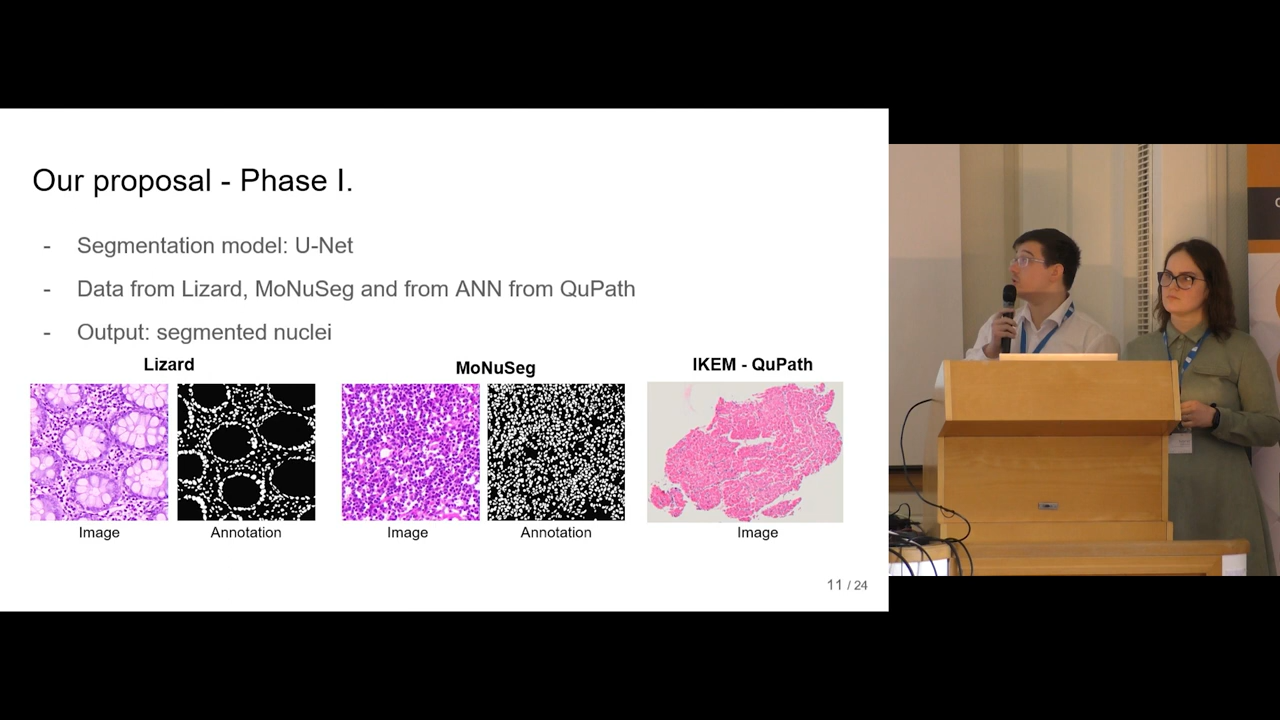 Our proposal - Phase I.
- Segmentation model: U-Net
- Data from Lizard, MoNuSeg and from ANN from QuPath
- Output: segmented nuclei
Lizard
MoNuSeg
IKEM - QuPath
Image
Annotation
Image
Annotation
Image
11 / 24